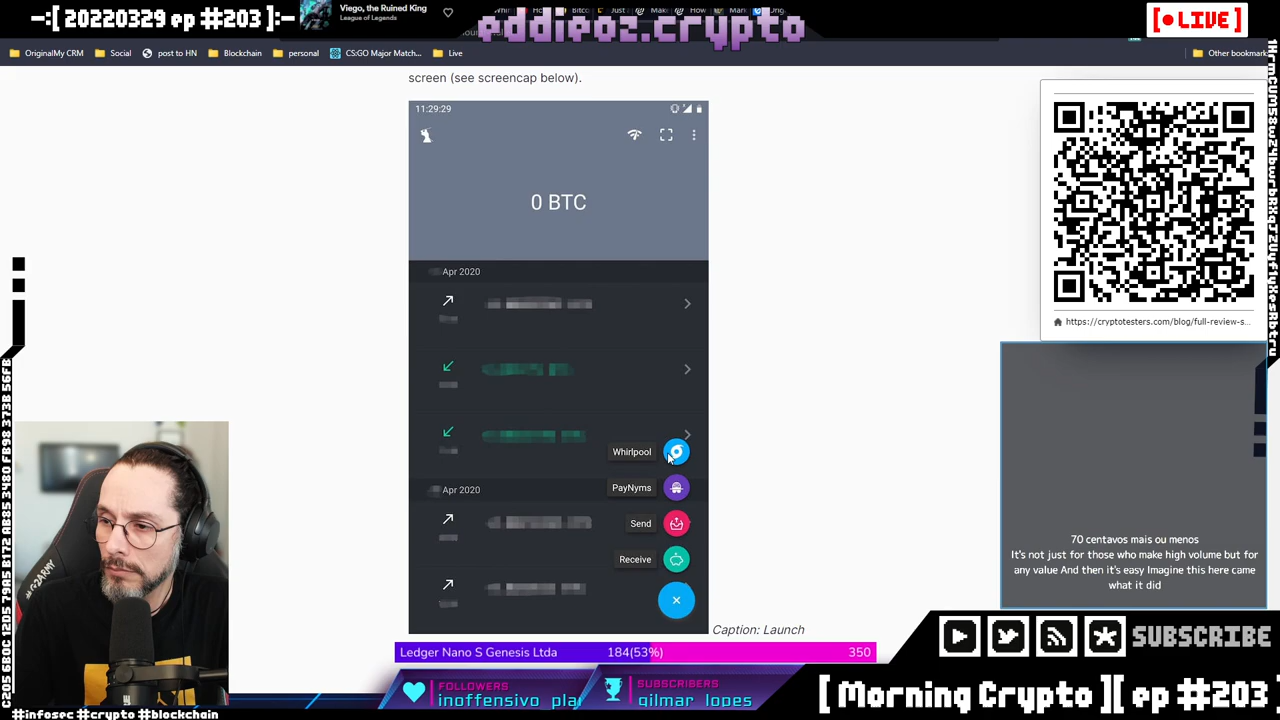 -:[ 20220329 ep #203 ]:-
Viego, the Ruined King
League of Legends
eddieoz.crypto
[● LIVE]
OriginalMy CRM
Social
post to HN
Blockchain
personal
CS:GO Major Match...
Live
Other bookmark
screen (see screencap below).
11:29:29
0 BTC
Apr 2020
Whirlpool
Apr 2020
PayNyms
Send
Receive
Caption: Launch
https://cryptotesters.com/blog/full-review-s...
70 centavos mais ou menos
It's not just for those who make high volume but for
any value And then it's easy Imagine this here came
what it did
Ledger Nano S Genesis Ltda
184(53%)
350
FOLLOWERS
inoffensivo_pla
SUBSCRIBERS
gilmar_lopes
SUBSCRIBE
[ Morning Crypto ][ ep #203 ]
#infosec #crypto #blockchain